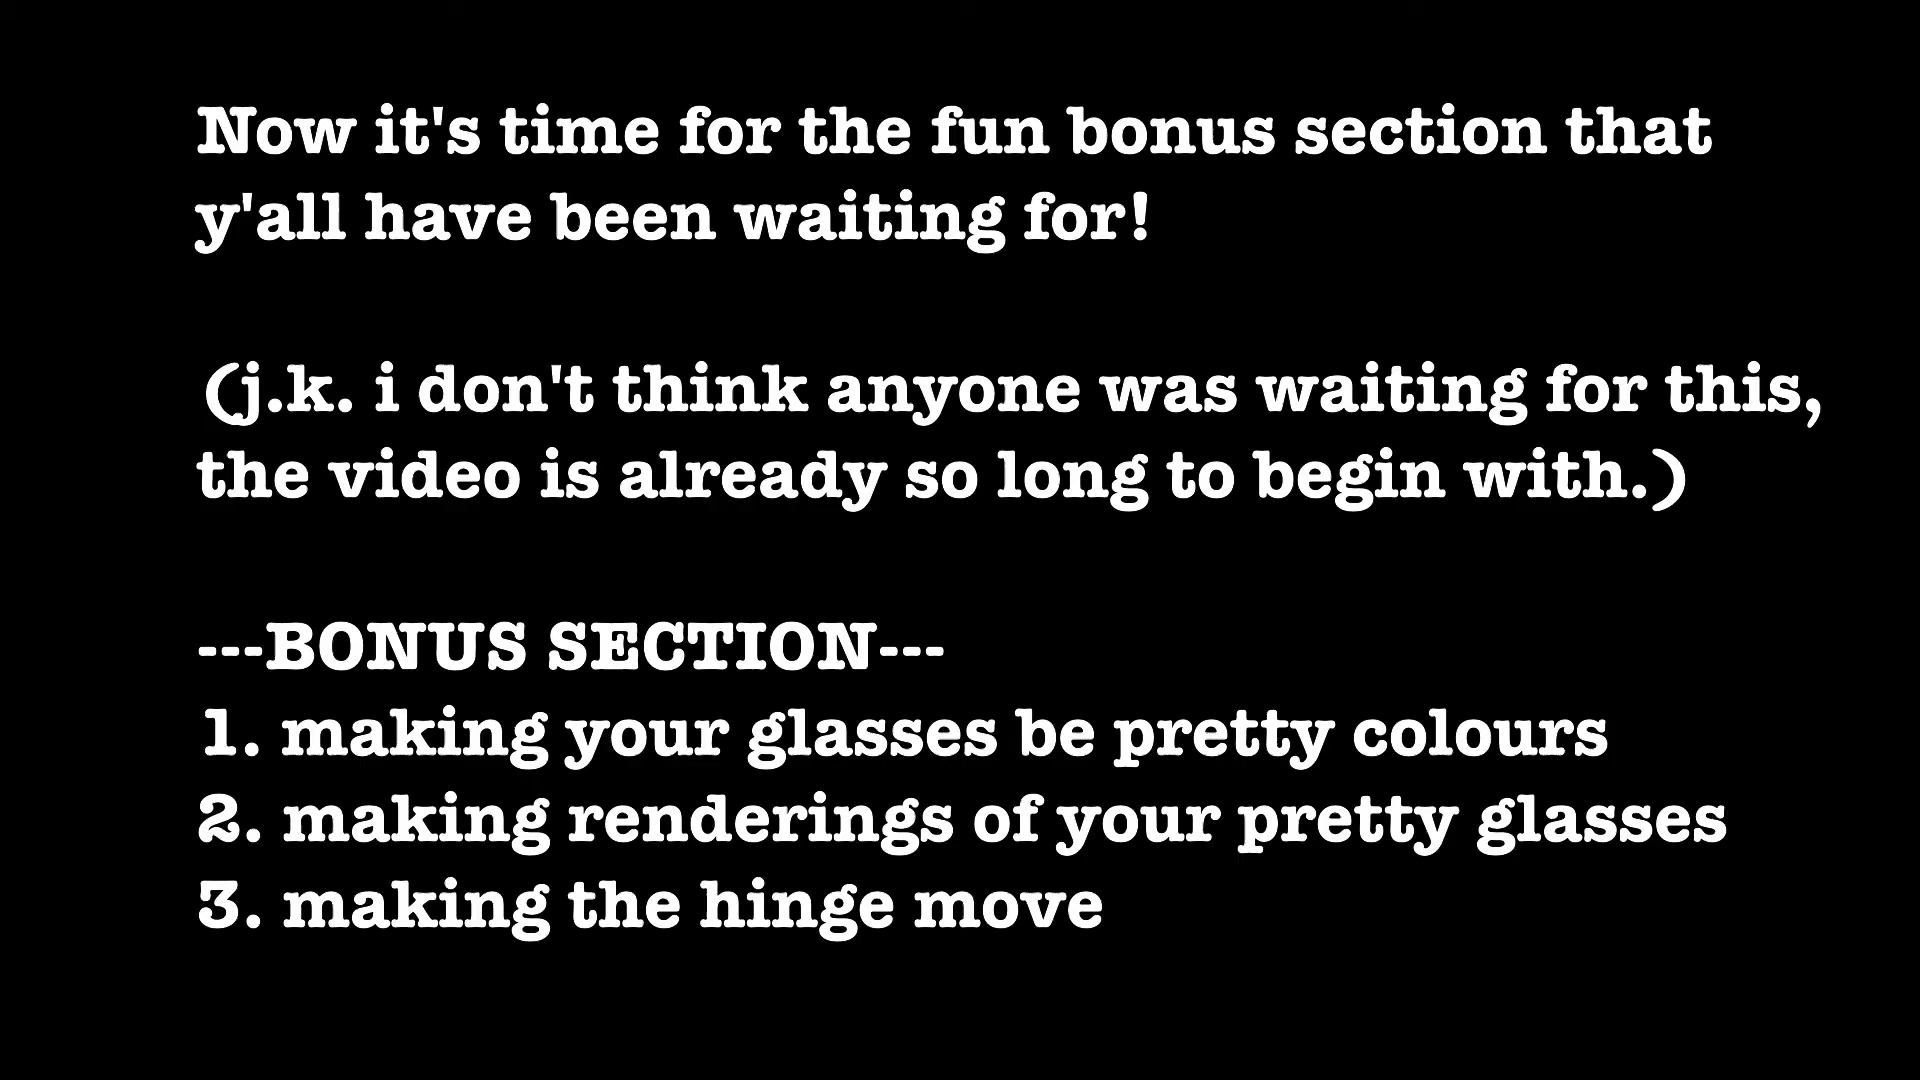 Now it's time for the fun bonus section that
y'all have been waiting for!
(j.k. i don't think anyone was waiting for this,
the video is already so long to begin with.)
---BONUS SECTION---
1. making your glasses be pretty colours
2. making renderings of your pretty glasses
3. making the hinge move